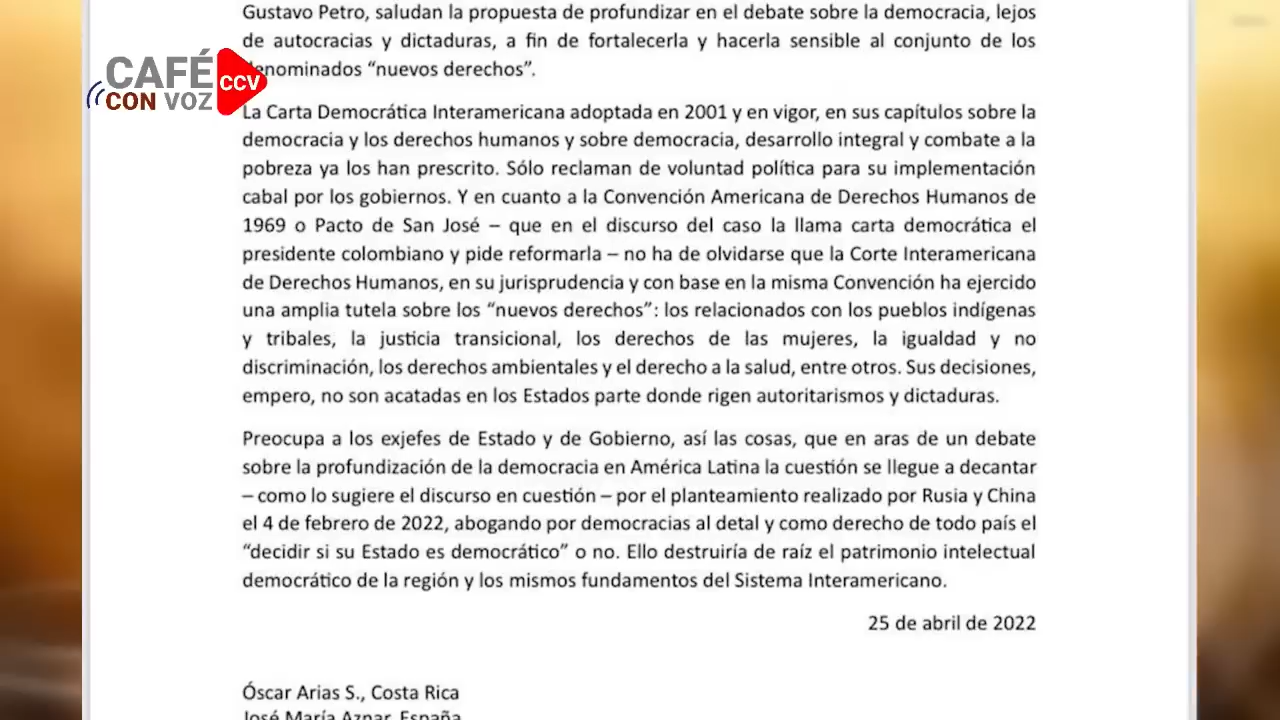 Gustavo Petro, saludan la propuesta de profundizar en el debate sobre la democracia, lejos
de autocracias y dictaduras, a fin de fortalecerla y hacerla sensible al conjunto de los
denominados “nuevos derechos”.
CAFÉ
CON VOZ
CCV
La Carta Democrática Interamericana adoptada en 2001 y en vigor, en sus capítulos sobre la
democracia y los derechos humanos y sobre democracia, desarrollo integral y combate a la
pobreza ya los han prescrito. Sólo reclaman de voluntad política para su implementación
cabal por los gobiernos. Y en cuanto a la Convención Americana de Derechos Humanos de
1969 o Pacto de San José – que en el discurso del caso la llama carta democrática el
presidente colombiano y pide reformarla – no ha de olvidarse que la Corte Interamericana
de Derechos Humanos, en su jurisprudencia y con base en la misma Convención ha ejercido
una amplia tutela sobre los “nuevos derechos”: los relacionados con los pueblos indígenas
y tribales, la justicia transicional, los derechos de las mujeres, la igualdad y no
discriminación, los derechos ambientales y el derecho a la salud, entre otros. Sus decisiones,
empero, no son acatadas en los Estados parte donde rigen autoritarismos y dictaduras.
Preocupa a los exjefes de Estado y de Gobierno, así las cosas, que en aras de un debate
sobre la profundización de la democracia en América Latina la cuestión se llegue a decantar
– como lo sugiere el discurso en cuestión – por el planteamiento realizado por Rusia y China
el 4 de febrero de 2022, abogando por democracias al detal y como derecho de todo país el
“decidir si su Estado es democrático” o no. Ello destruiría de raíz el patrimonio intelectual
democrático de la región y los mismos fundamentos del Sistema Interamericano.
25 de abril de 2022
Óscar Arias S., Costa Rica
José María Aznar, España